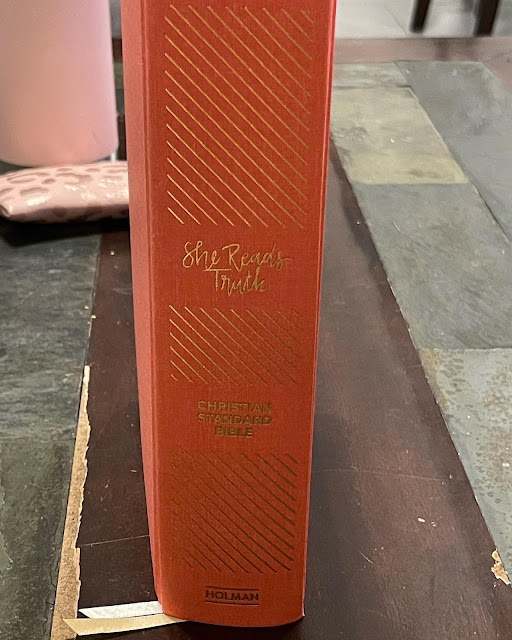 She Reads
Truth
CHRISTIAN
STANDARD
BIBLE
HOLMAN